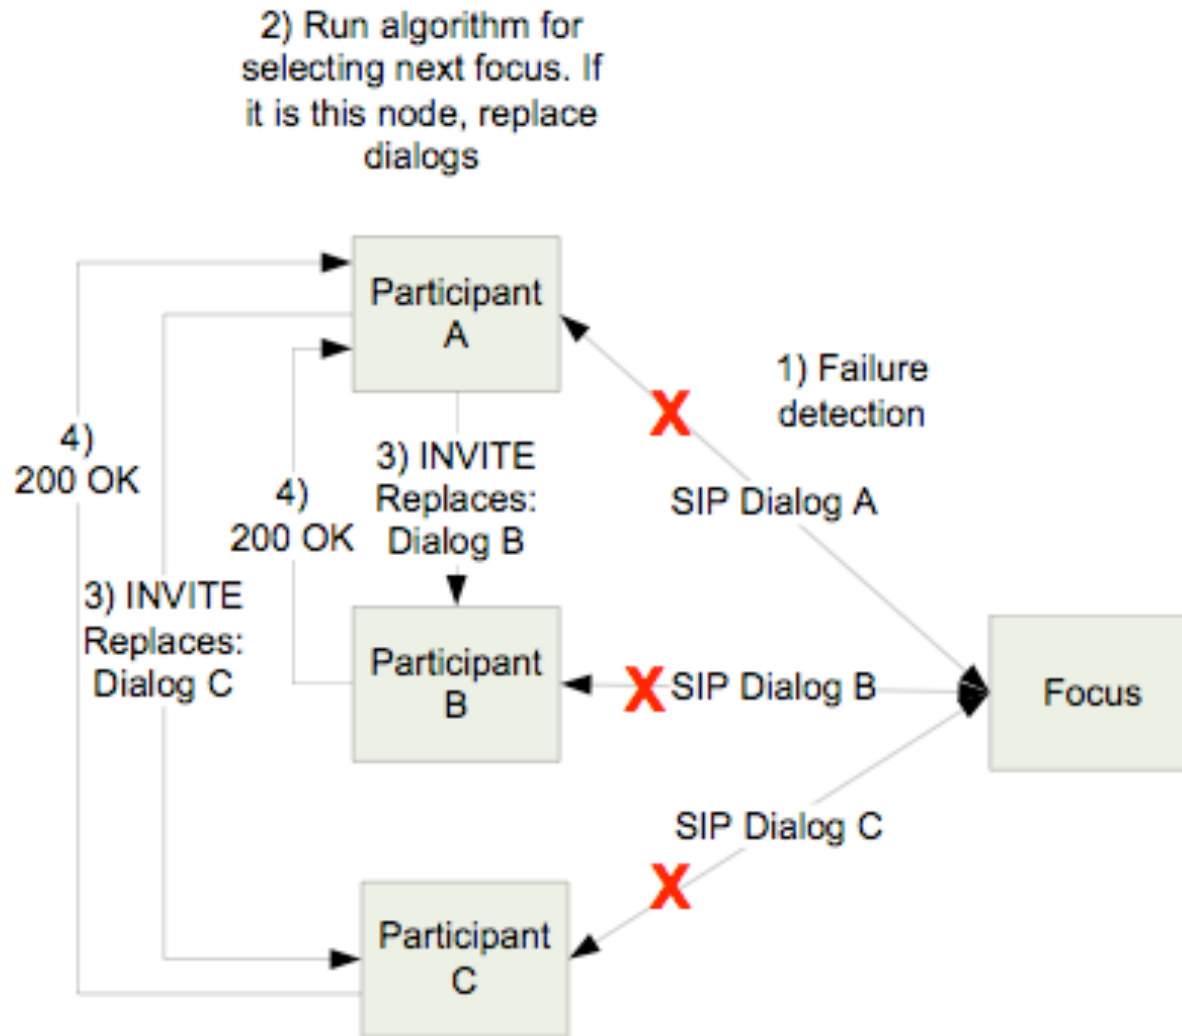 2) Run algorithm for
selecting next focus. If
it is this node, replace
dialogs
Participant
A
1) Failure
detection
4)
200 OK
3) INVITE
Replaces:
Dialog B
4)
200 OK
SIP Dialog A
3) INVITE
Replaces:
Dialog C
Participant
B
X
X
SIP Dialog B
Focus
SIP Dialog C
X
Participant
C